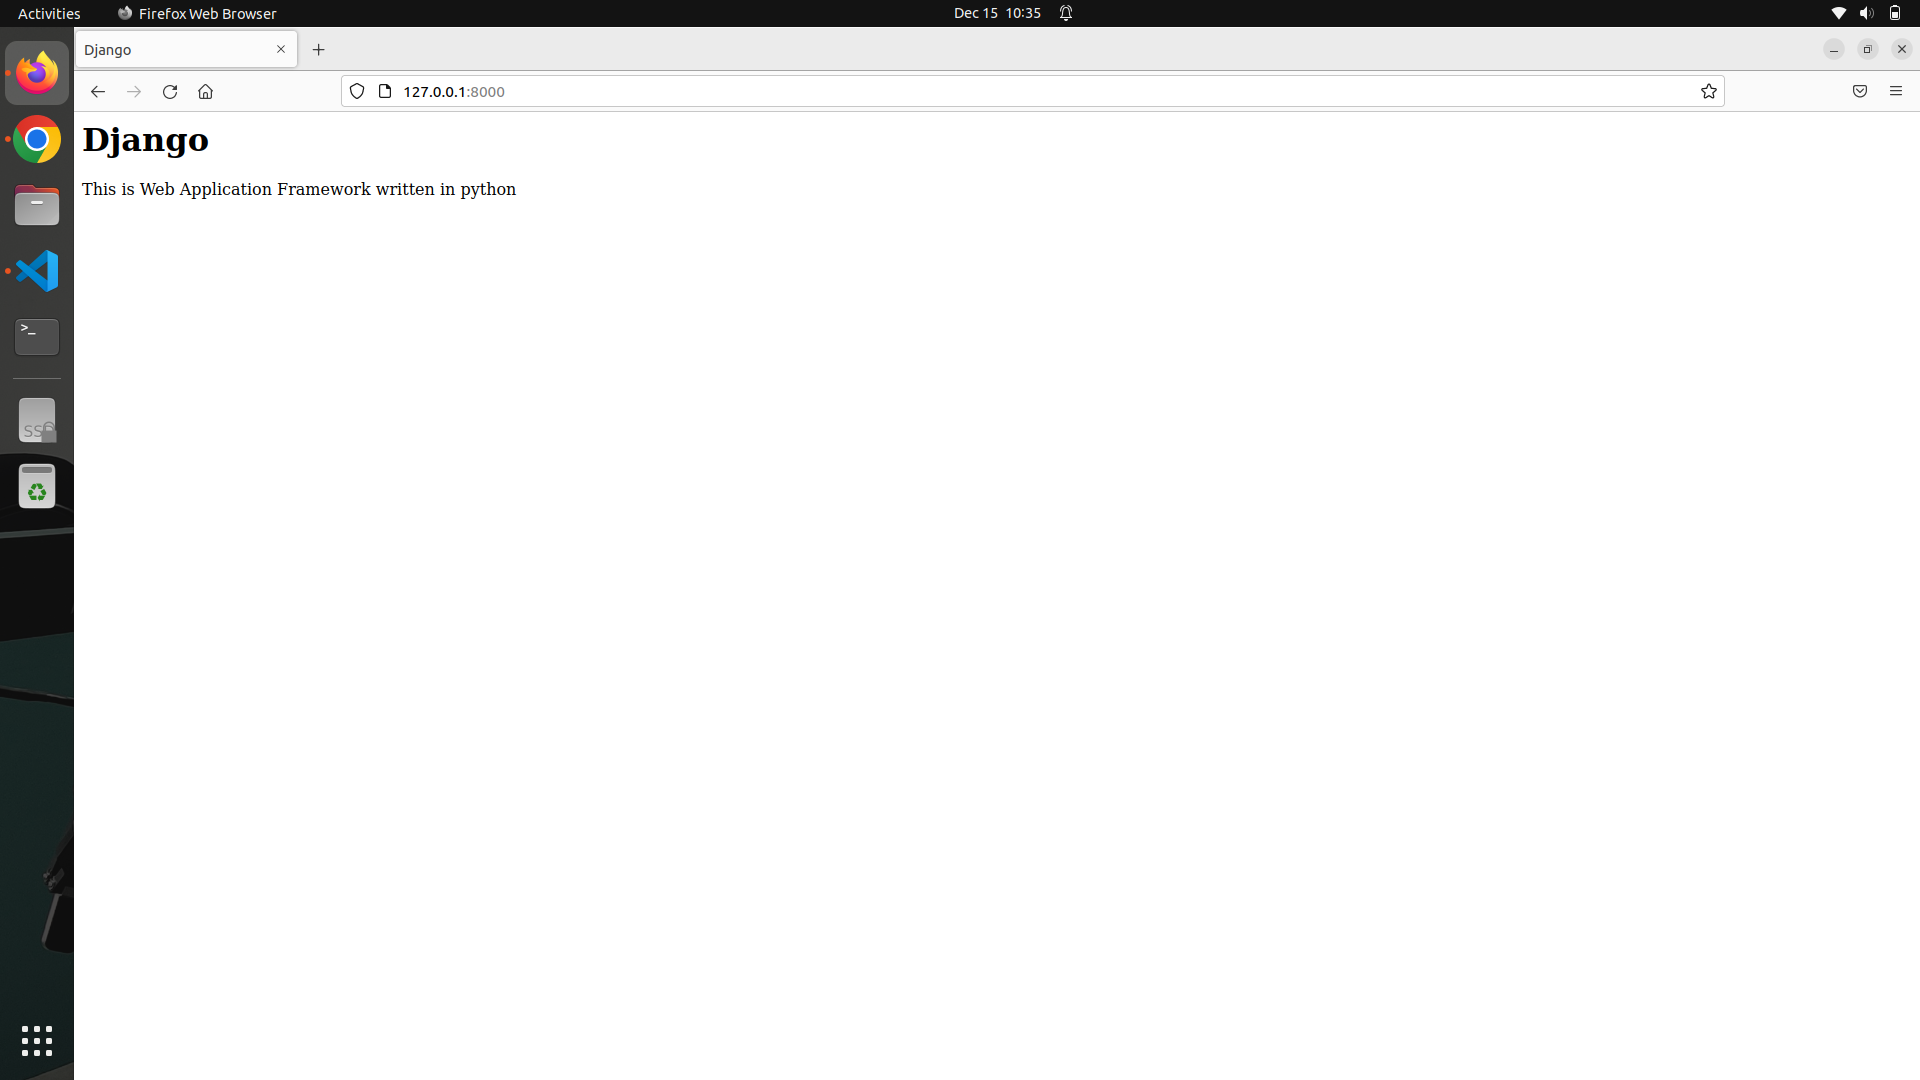 Activities
Firefox Web Browser
Dec 15 10:35
Django
127.0.0.1:8000
Django
This is Web Application Framework written in python
>_
SS